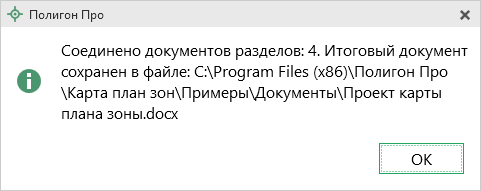 Полигон Про
Соединено документов разделов: 4. Итоговый документ
сохранен в файле: C:\Program Files (x86)\Полигон Про
\Карта план зон\Примеры\Документы\Проект карты
плана зоны.docx
OK